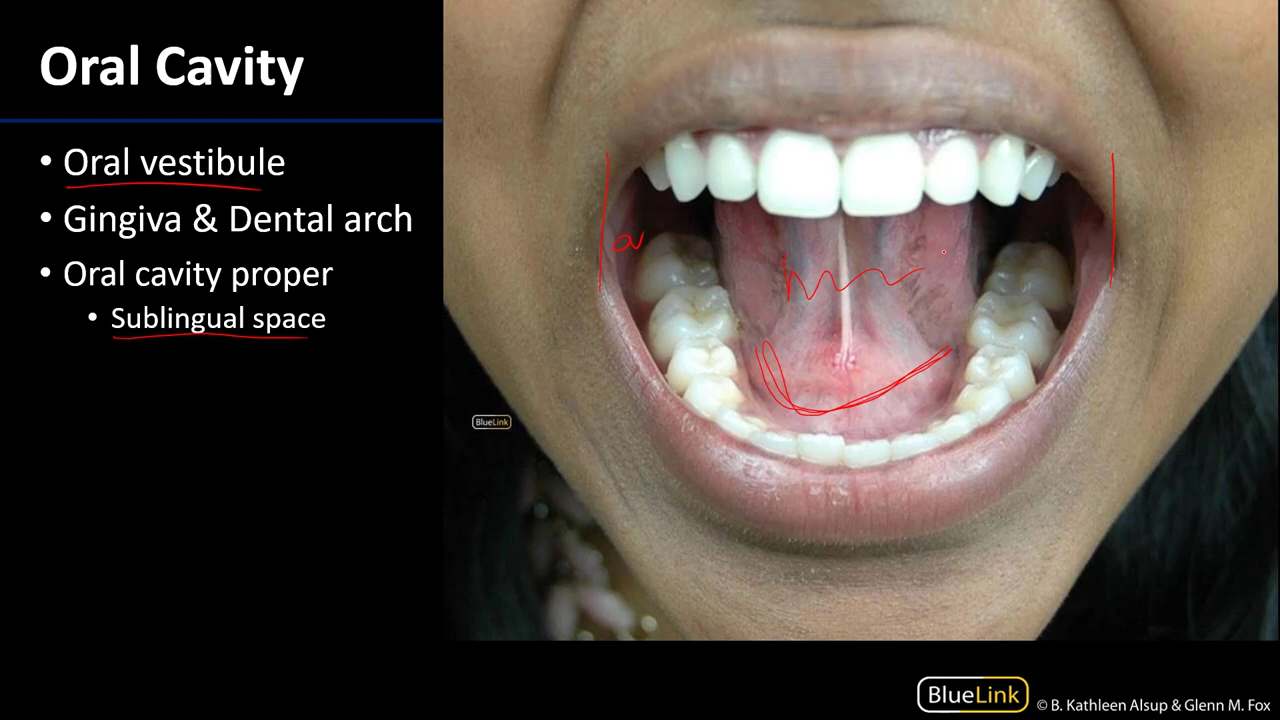 Oral Cavity
• Oral vestibule
• Gingiva & Dental arch
• Oral cavity proper
• Sublingual space
BlueLink
BlueLink
© B. Kathleen Alsup & Glenn M. Fox